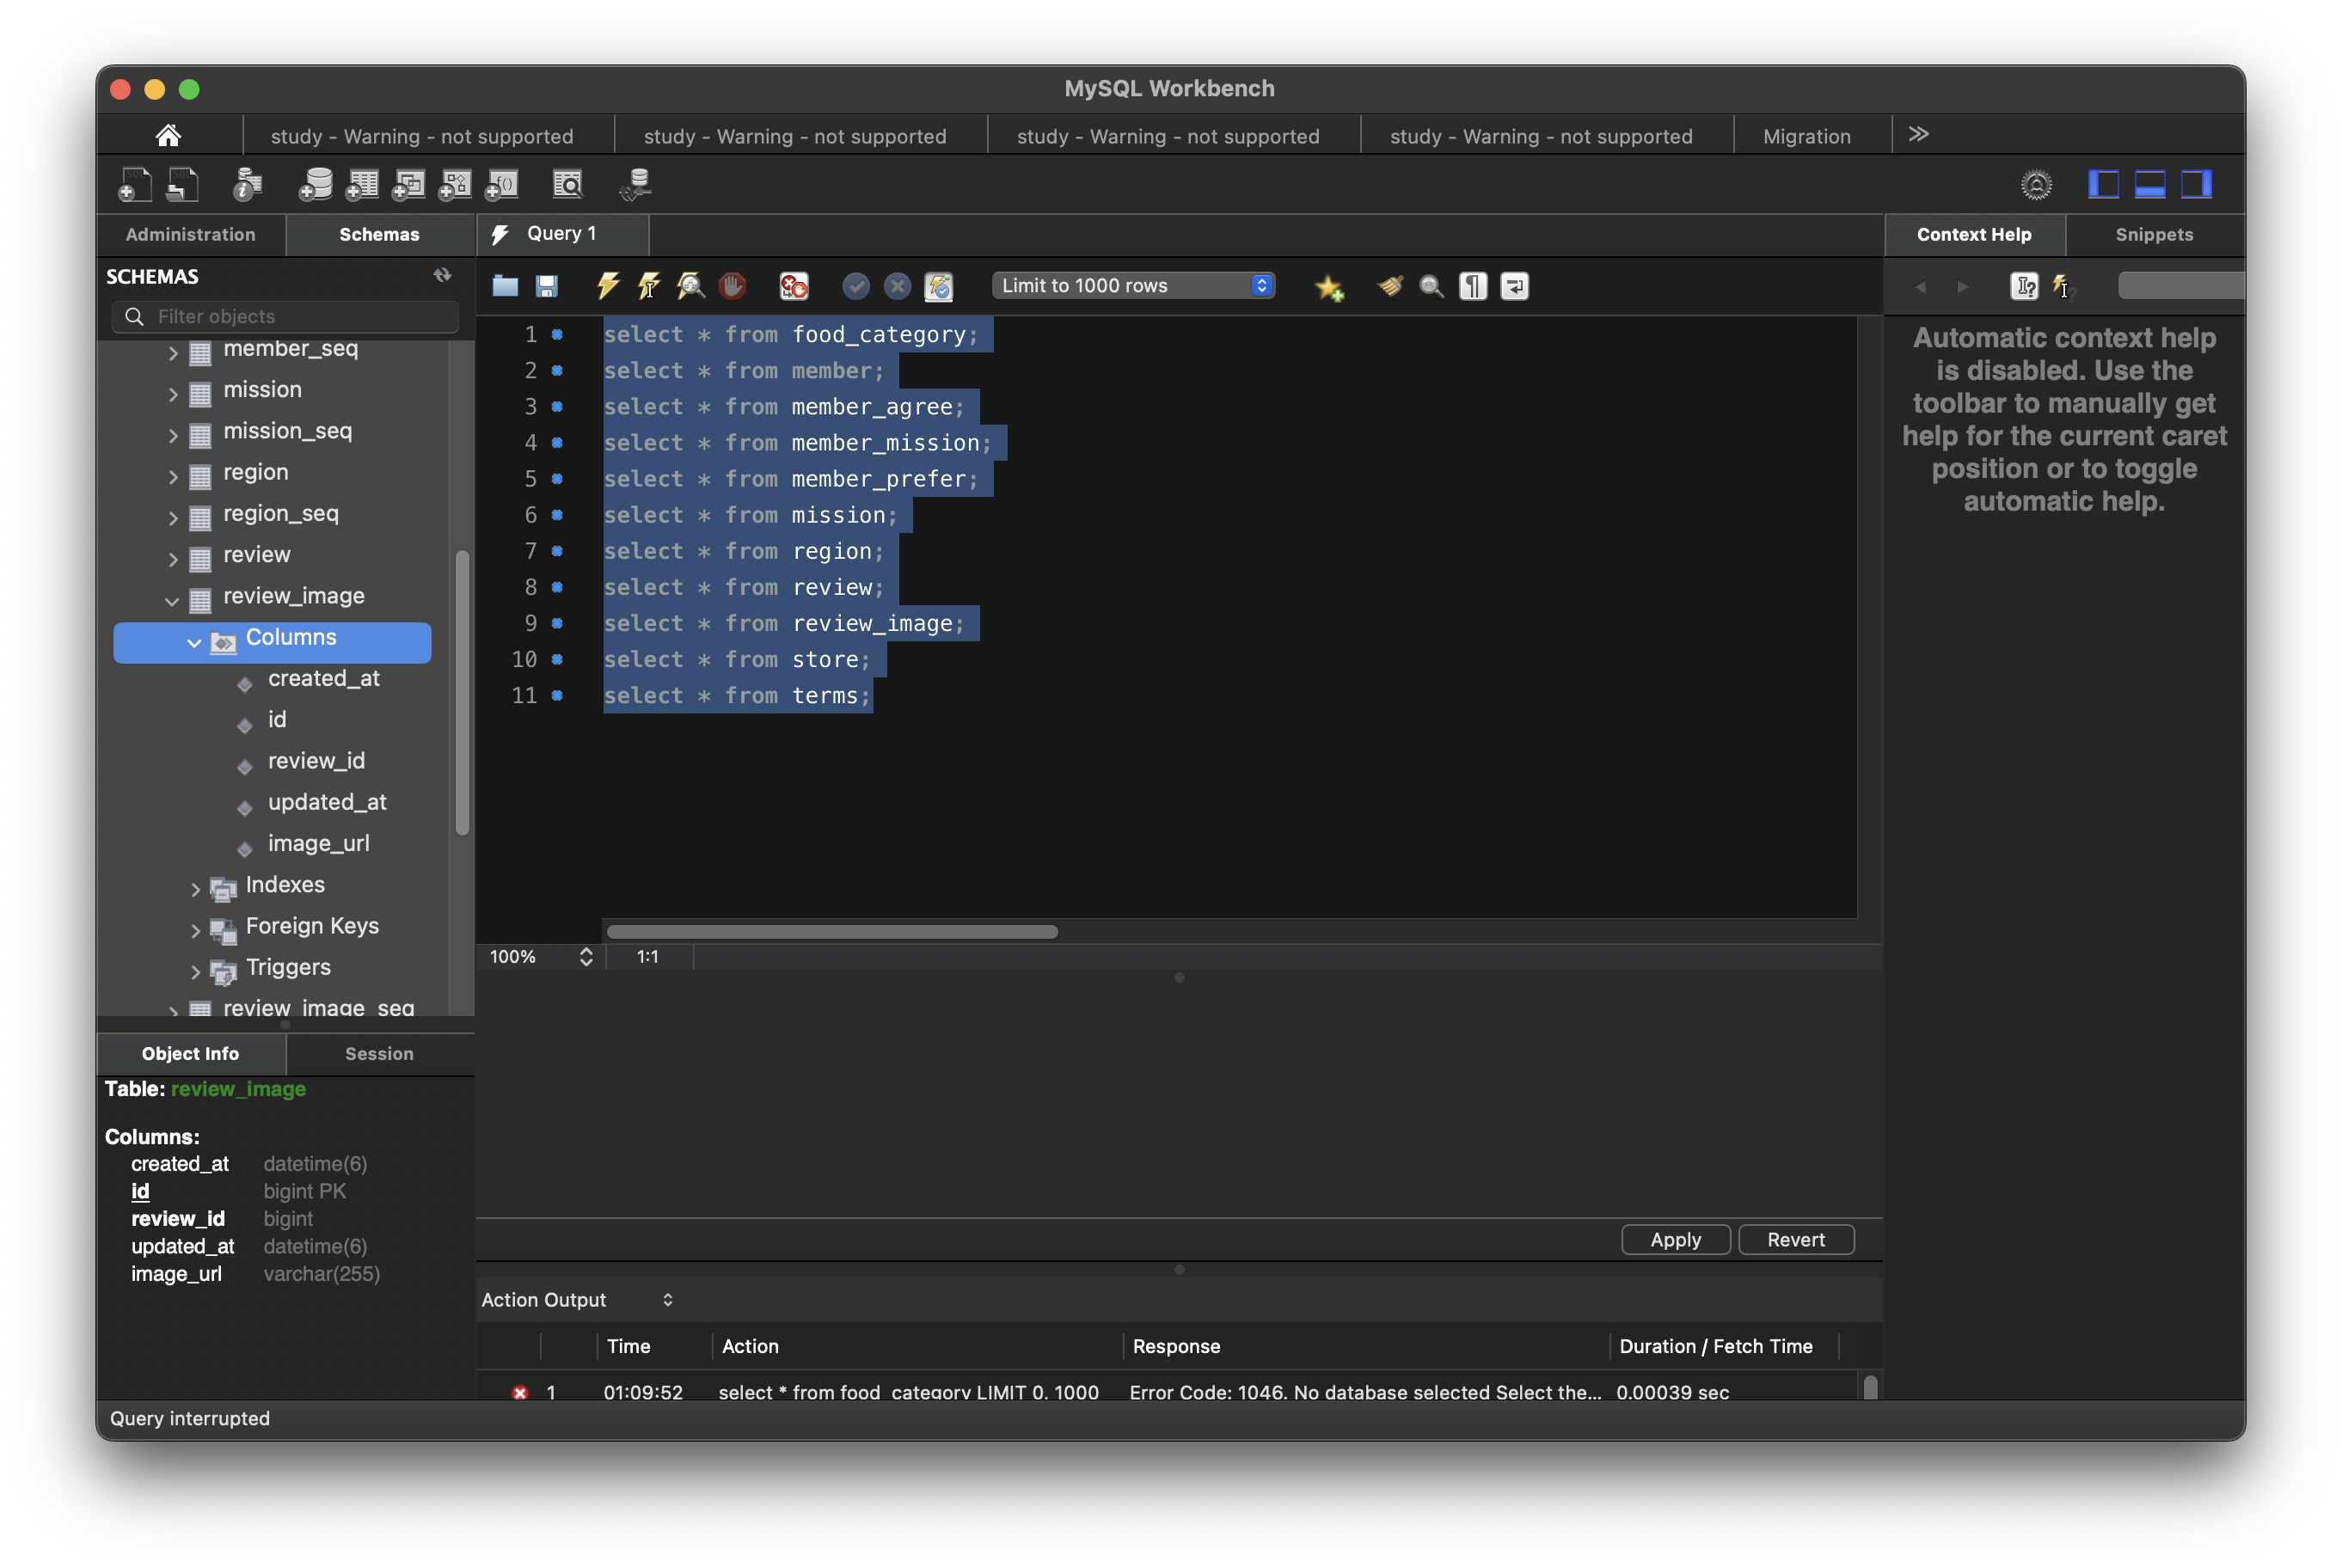 MySQL Workbench
study - Warning - not supported
study - Warning - not supported
study - Warning - not supported
study - Warning - not supported
Migration
Administration
Schemas
Query 1
Context Help
Snippets
SCHEMAS
Limit to 1000 rows
Filter objects
member_seq
mission
mission_seq
region
region_seq
review
review_image
Columns
created_at
id
review_id
updated_at
image_url
Indexes
Foreign Keys
Triggers
review_image_seq
1 select * from food_category;
2 select * from member;
3 select * from member_agree;
4 select * from member_mission;
5 select * from member_prefer;
6 select * from mission;
7 select * from region;
8 select * from review;
9 select * from review_image;
10 select * from store;
11 select * from terms;
Automatic context help
is disabled. Use the
toolbar to manually get
help for the current caret
position or to toggle
automatic help.
100%
1:1
Object Info
Session
Table: review_image
Columns:
created_at datetime(6)
id bigint PK
review_id bigint
updated_at datetime(6)
image_url varchar(255)
Apply
Revert
Action Output
Time Action Response Duration / Fetch Time
1 01:09:52 select * from food_category LIMIT 0, 1000 Error Code: 1046. No database selected Select the... 0.00039 sec
Query interrupted